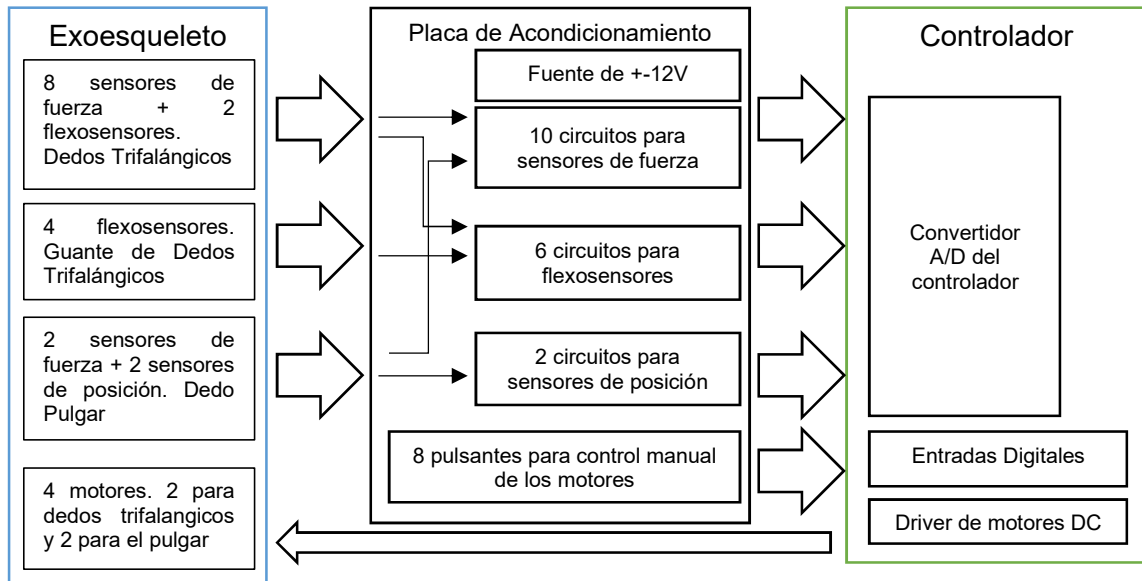 Exoesqueleto
8 sensores de
fuerza + 2
flexosensores.
Dedos Trifalángicos
4 flexosensores.
Guante de Dedos
Trifalángicos
2 sensores de
fuerza + 2 sensores
de posición. Dedo
Pulgar
4 motores. 2 para
dedos trifalangicos
y 2 para el pulgar
Placa de Acondicionamiento
Fuente de +-12V
10 circuitos para
sensores de fuerza
6 circuitos para
flexosensores
2 circuitos para
sensores de posición
8 pulsantes para control manual
de los motores
Controlador
Convertidor
A/D del
controlador
Entradas Digitales
Driver de motores DC